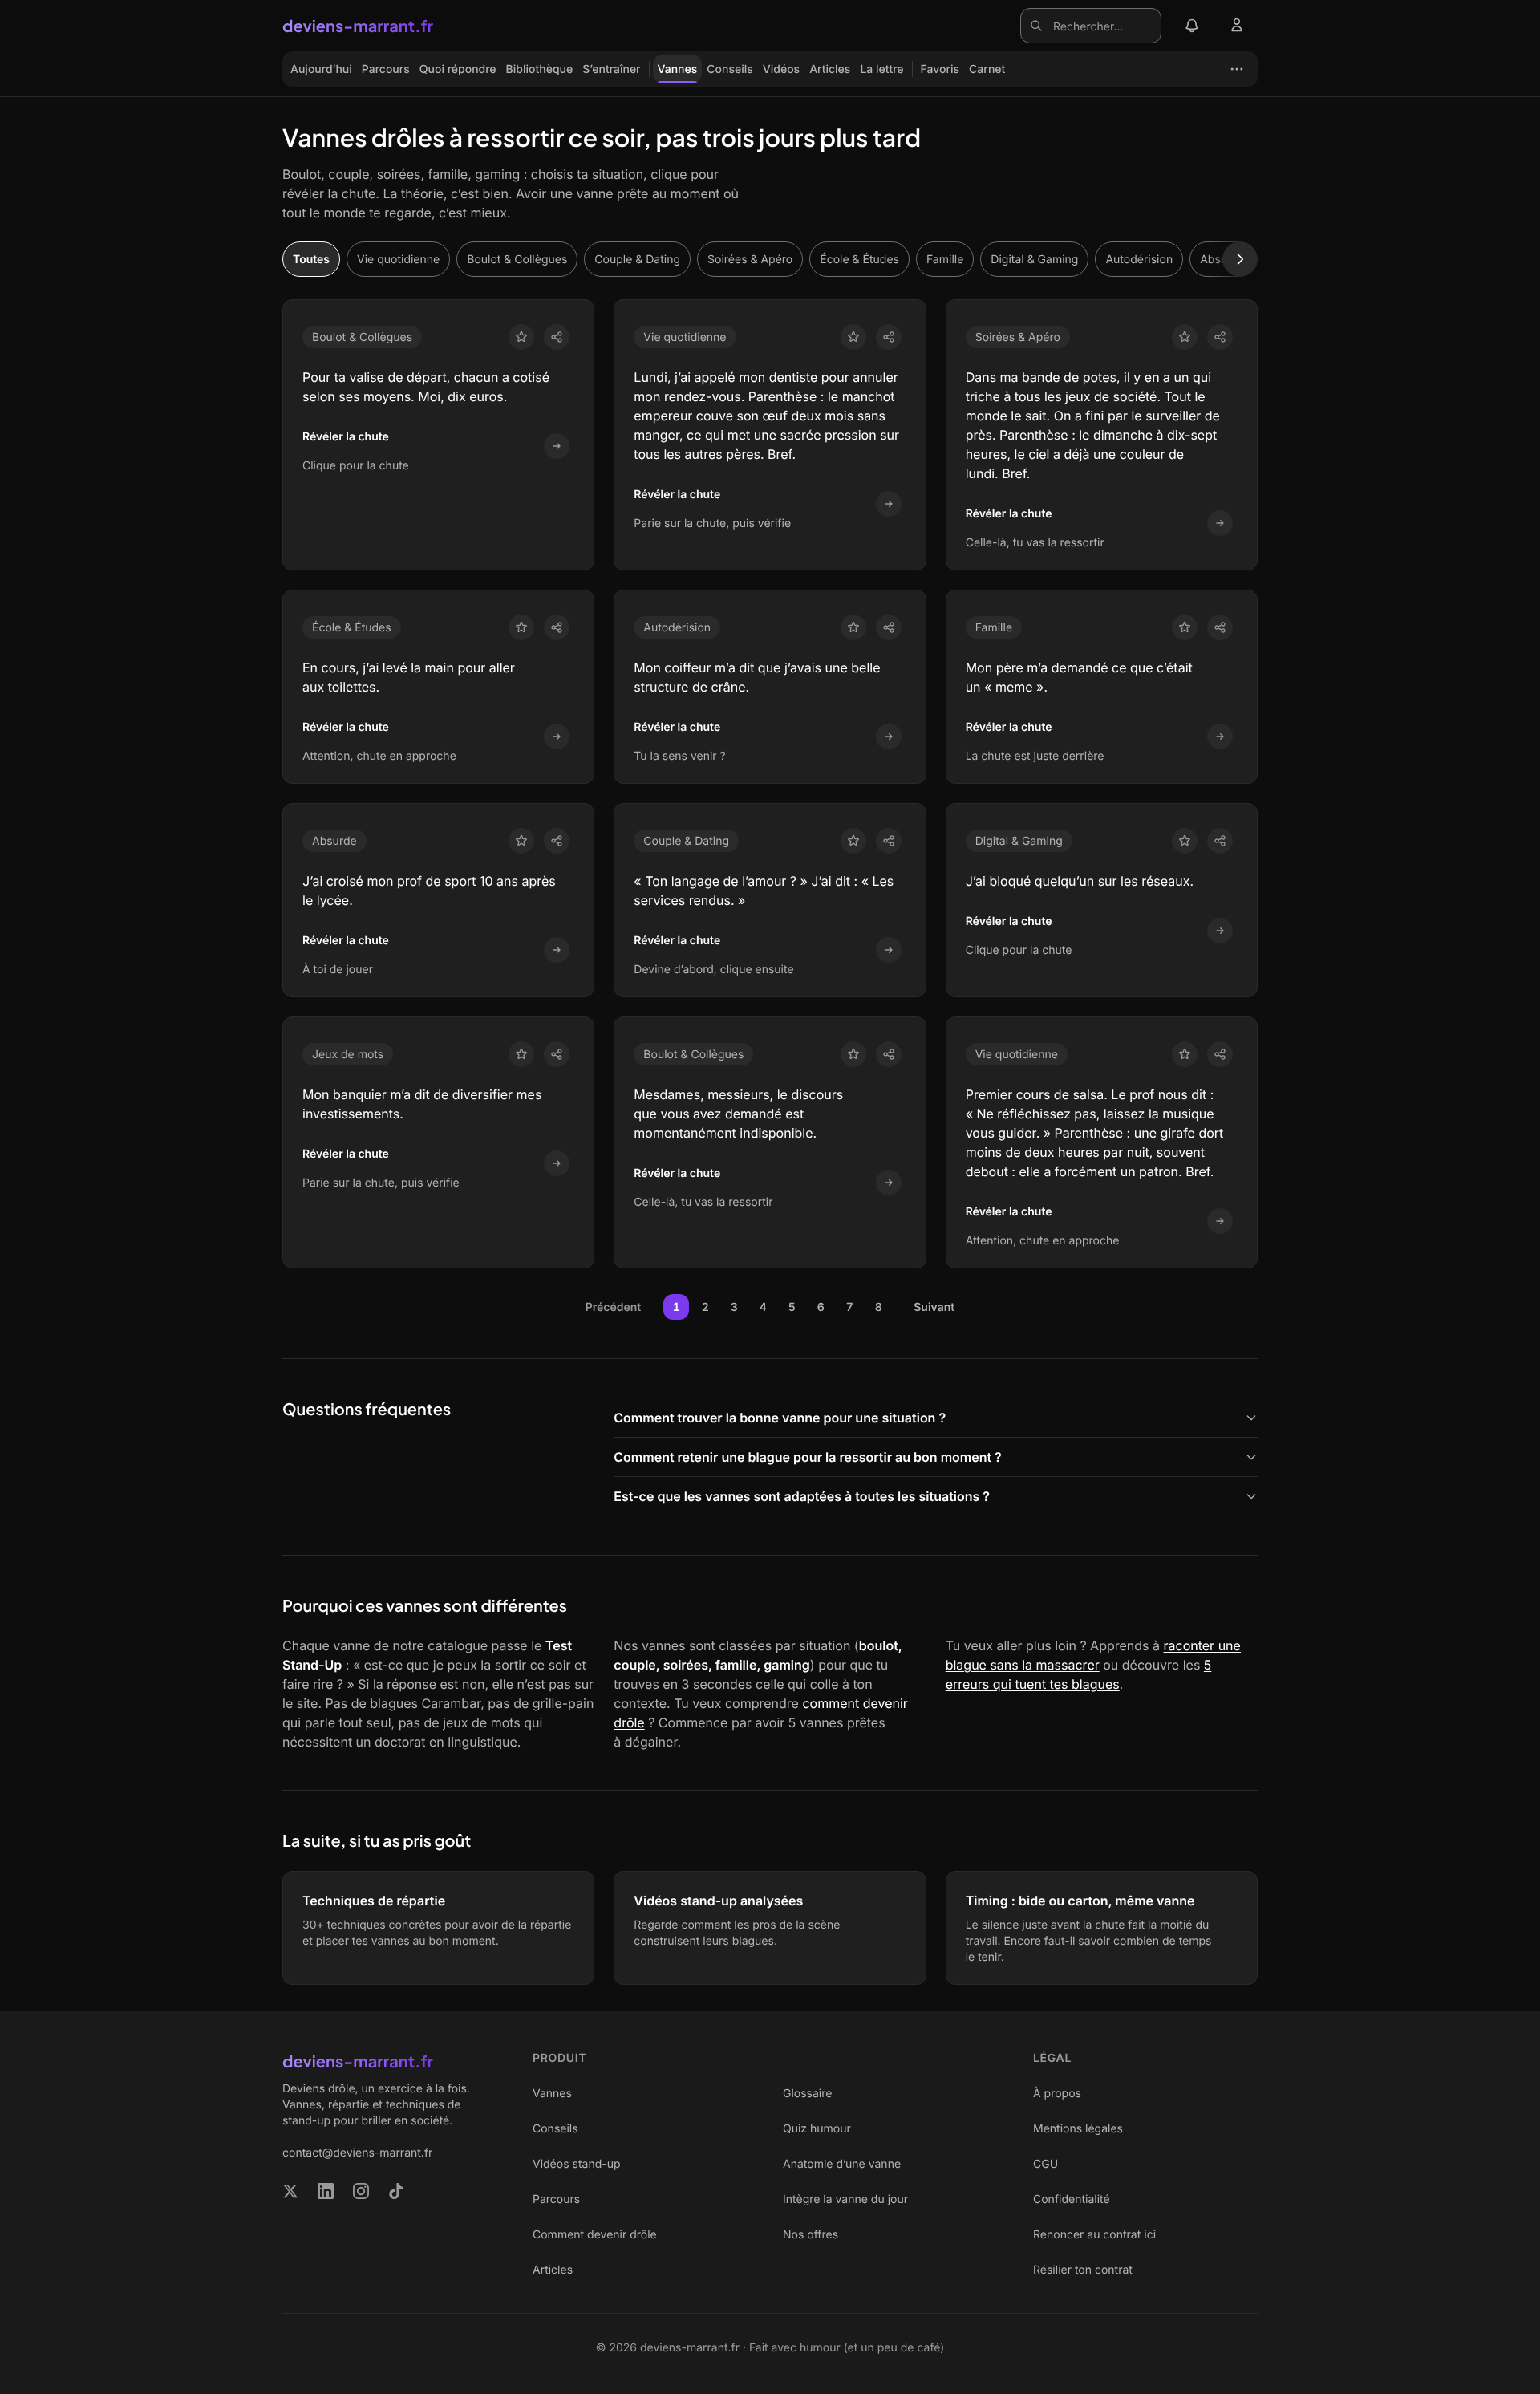 deviens-marrant.fr
Rechercher...
Aujourd’hui Parcours Quoi répondre Bibliothèque S’entraîner Vannes Conseils Vidéos Articles La lettre Favoris Carnet
Vannes drôles à ressortir ce soir, pas trois jours plus tard
Boulot, couple, soirées, famille, gaming : choisis ta situation, clique pour
révéler la chute. La théorie, c’est bien. Avoir une vanne prête au moment où
tout le monde te regarde, c’est mieux.
Toutes Vie quotidienne Boulot & Collègues Couple & Dating Soirées & Apéro École & Études Famille Digital & Gaming Autodérision
Boulot & Collègues
Pour ta valise de départ, chacun a cotisé
selon ses moyens. Moi, dix euros.
Révéler la chute
Clique pour la chute
Vie quotidienne
Lundi, j’ai appelé mon dentiste pour annuler
mon rendez-vous. Parenthèse : le manchot
empereur couve son œuf deux mois sans
manger, ce qui met une sacrée pression sur
tous les autres pères. Bref.
Révéler la chute
Parie sur la chute, puis vérifie
Soirées & Apéro
Dans ma bande de potes, il y en a un qui
triche à tous les jeux de société. Tout le
monde le sait. On a fini par le surveiller de
près. Parenthèse : le dimanche à dix-sept
heures, le ciel a déjà une couleur de
lundi. Bref.
Révéler la chute
Celle-là, tu vas la ressortir
École & Études
En cours, j’ai levé la main pour aller
aux toilettes.
Révéler la chute
Attention, chute en approche
Autodérision
Mon coiffeur m’a dit que j’avais une belle
structure de crâne.
Révéler la chute
Tu la sens venir ?
Famille
Mon père m’a demandé ce que c’était
un « meme ».
Révéler la chute
La chute est juste derrière
Absurde
J’ai croisé mon prof de sport 10 ans après
le lycée.
Révéler la chute
À toi de jouer
Couple & Dating
« Ton langage de l’amour ? » J’ai dit : « Les
services rendus. »
Révéler la chute
Devine d’abord, clique ensuite
Digital & Gaming
J’ai bloqué quelqu’un sur les réseaux.
Révéler la chute
Clique pour la chute
Jeux de mots
Mon banquier m’a dit de diversifier mes
investissements.
Révéler la chute
Parie sur la chute, puis vérifie
Boulot & Collègues
Mesdames, messieurs, le discours
que vous avez demandé est
momentanément indisponible.
Révéler la chute
Celle-là, tu vas la ressortir
Vie quotidienne
Premier cours de salsa. Le prof nous dit :
« Ne réfléchissez pas, laissez la musique
vous guider. » Parenthèse : une girafe dort
moins de deux heures par nuit, souvent
debout : elle a forcément un patron. Bref.
Révéler la chute
Attention, chute en approche
Précédent 1 2 3 4 5 6 7 8 Suivant
Questions fréquentes
Comment trouver la bonne vanne pour une situation ?
Comment retenir une blague pour la ressortir au bon moment ?
Est-ce que les vannes sont adaptées à toutes les situations ?
Pourquoi ces vannes sont différentes
Chaque vanne de notre catalogue passe le Test
Stand-Up : « est-ce que je peux la sortir ce soir et
faire rire ? » Si la réponse est non, elle n’est pas sur
le site. Pas de blagues Carambar, pas de grille-pain
qui parle tout seul, pas de jeux de mots qui
nécessitent un doctorat en linguistique.
Nos vannes sont classées par situation (boulot,
couple, soirées, famille, gaming) pour que tu
trouves en 3 secondes celle qui colle à ton
contexte. Tu veux comprendre comment devenir
drôle ? Commence par avoir 5 vannes prêtes
à dégainer.
Tu veux aller plus loin ? Apprends à raconter une
blague sans la massacrer ou découvre les 5
erreurs qui tuent tes blagues.
La suite, si tu as pris goût
Techniques de répartie
30+ techniques concrètes pour avoir de la répartie
et placer tes vannes au bon moment.
Vidéos stand-up analysées
Regarde comment les pros de la scène
construisent leurs blagues.
Timing : bide ou carton, même vanne
Le silence juste avant la chute fait la moitié du
travail. Encore faut-il savoir combien de temps
le tenir.
deviens-marrant.fr
Deviens drôle, un exercice à la fois.
Vannes, répartie et techniques de
stand-up pour briller en société.
contact@deviens-marrant.fr
PRODUIT
Vannes
Conseils
Vidéos stand-up
Parcours
Comment devenir drôle
Articles
Glossaire
Quiz humour
Anatomie d’une vanne
Intègre la vanne du jour
Nos offres
LÉGAL
À propos
Mentions légales
CGU
Confidentialité
Renoncer au contrat ici
Résilier ton contrat
© 2026 deviens-marrant.fr · Fait avec humour (et un peu de café)